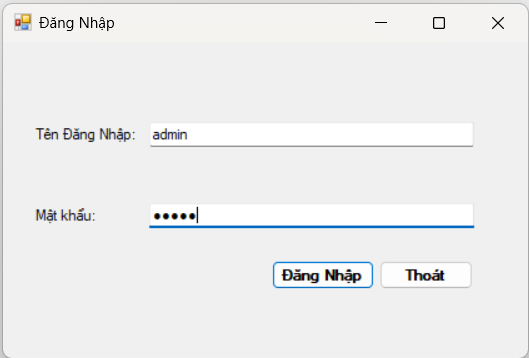 Đăng Nhập
Tên Đăng Nhập: admin
Mật khẩu: •••••
Đăng Nhập Thoát